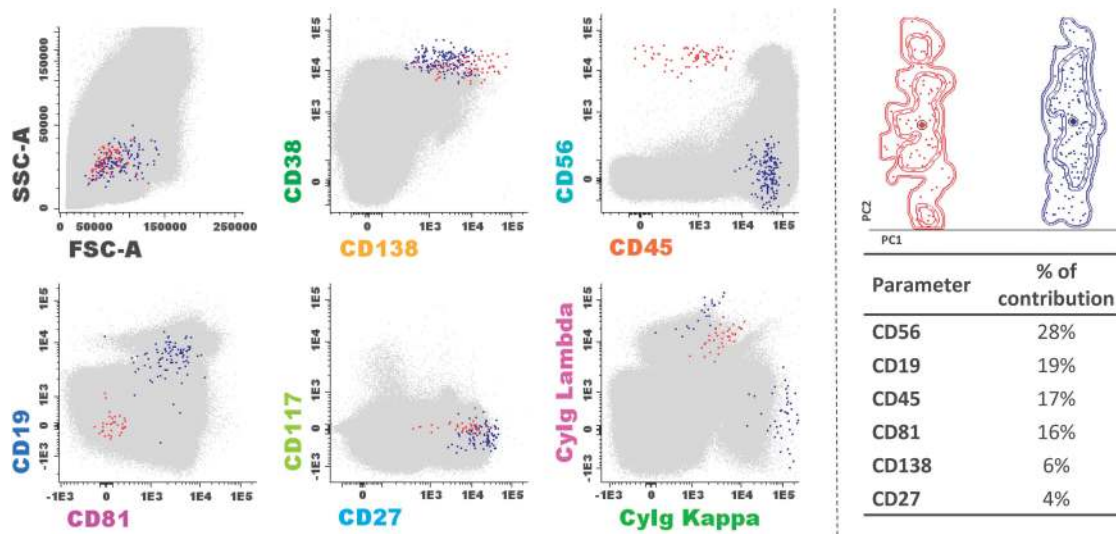 SSC-A
150000
50000
0
0
50000
150000
250000
FSC-A
CD38
1E5
1E4
1E3
0
0
1E3
1E4
1E5
CD138
CD56
1E5
1E4
1E3
0
0
1E3
1E4
1E5
CD45
CD19
1E5
1E4
1E3
0
-1E3
-1E3
0
1E3
1E4
1E5
CD81
CD117
1E5
1E4
1E3
0
-1E3
-1E3
0
1E3
1E4
1E5
CD27
CyIg Lambda
1E5
1E4
1E3
0
-1E3
-1E3
0
1E3
1E4
1E5
CyIg Kappa
PC2
PC1
Parameter
% of
contribution
CD56 28%
CD19 19%
CD45 17%
CD81 16%
CD138 6%
CD27 4%